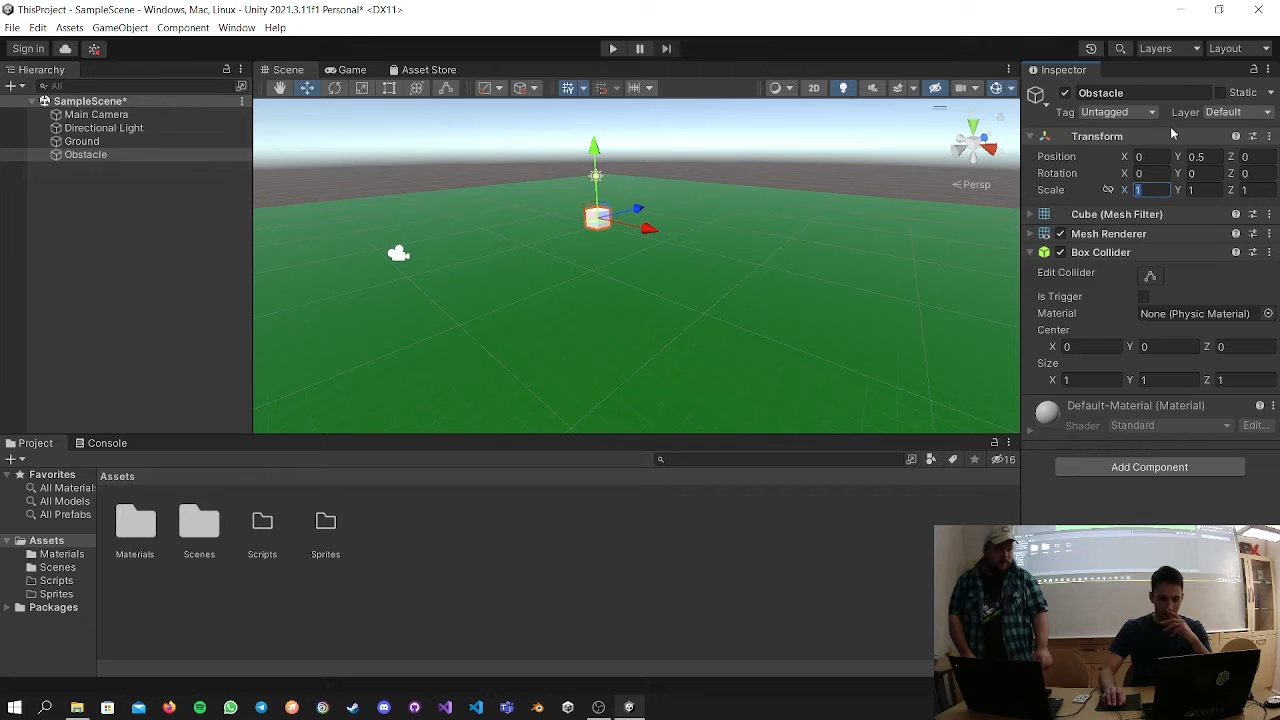 ThisProject - SampleScene - Windows, Mac, Linux - Unity 2021.3.11f1 Personal* <DX11>
File Edit Assets GameObject Component Window Help
Sign in
Layers
Layout
Hierarchy
Scene
Game
Asset Store
Inspector
All
2D
SampleScene*
Main Camera
Directional Light
Ground
Obstacle
Persp
Obstacle
Static
Tag Untagged Layer Default
Transform
Position X 0 Y 0.5 Z 0
Rotation X 0 Y 0 Z 0
Scale X 1 Y 1 Z 1
Cube (Mesh Filter)
Mesh Renderer
Box Collider
Edit Collider
Is Trigger
Material None (Physic Material)
Center
X 0 Y 0 Z 0
Size
X 1 Y 1 Z 1
Default-Material (Material)
Shader Standard Edit...
Add Component
Project
Console
16
Favorites
All Material
All Models
All Prefabs
Assets
Materials
Scenes
Scripts
Sprites
Packages
Assets
Materials
Scenes
Scripts
Sprites